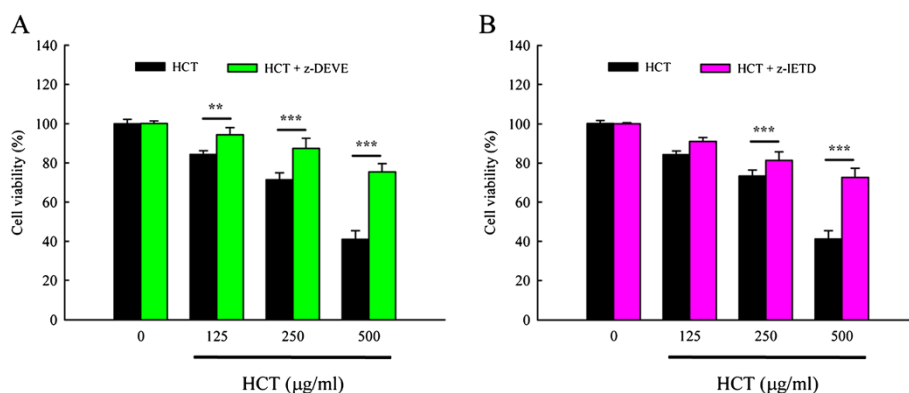 A
140
120
100
80
60
40
20
0
Cell viability (%)
HCT
HCT + z-DEVE
**
***
***
0 125 250 500
HCT (μg/ml)
B
140
120
100
80
60
40
20
0
Cell viability (%)
HCT
HCT + z-IETD
***
***
0 125 250 500
HCT (μg/ml)